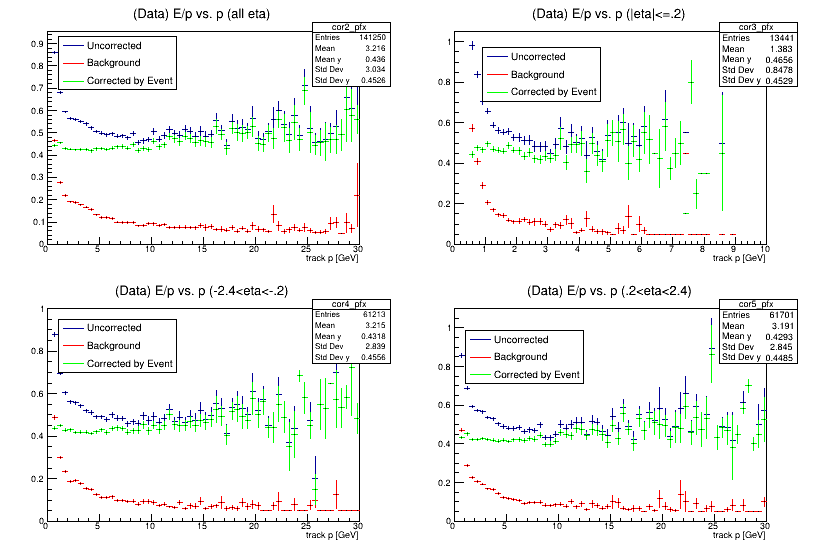 (Data) E/p vs. p (all eta)
cor2_pfx
Entries 141250
Mean 3.216
Mean y 0.436
Std Dev 3.034
Std Dev y 0.4526
Uncorrected
Background
Corrected by Event
0.9
0.8
0.7
0.6
0.5
0.4
0.3
0.2
0.1
0
0 5 10 15 20 25 30
track p [GeV]
(Data) E/p vs. p (|eta|<=.2)
cor3_pfx
Entries 13441
Mean 1.383
Mean y 0.4656
Std Dev 0.8478
Std Dev y 0.4529
Uncorrected
Background
Corrected by Event
1
0.8
0.6
0.4
0.2
0
0 1 2 3 4 5 6 7 8 9 10
track p [GeV]
(Data) E/p vs. p (-2.4<eta<-.2)
cor4_pfx
Entries 61213
Mean 3.215
Mean y 0.4318
Std Dev 2.839
Std Dev y 0.4556
Uncorrected
Background
Corrected by Event
1
0.8
0.6
0.4
0.2
0
0 5 10 15 20 25 30
track p [GeV]
(Data) E/p vs. p (.2<eta<2.4)
cor5_pfx
Entries 61701
Mean 3.191
Mean y 0.4293
Std Dev 2.845
Std Dev y 0.4485
Uncorrected
Background
Corrected by Event
1
0.8
0.6
0.4
0.2
0
0 5 10 15 20 25 30
track p [GeV]